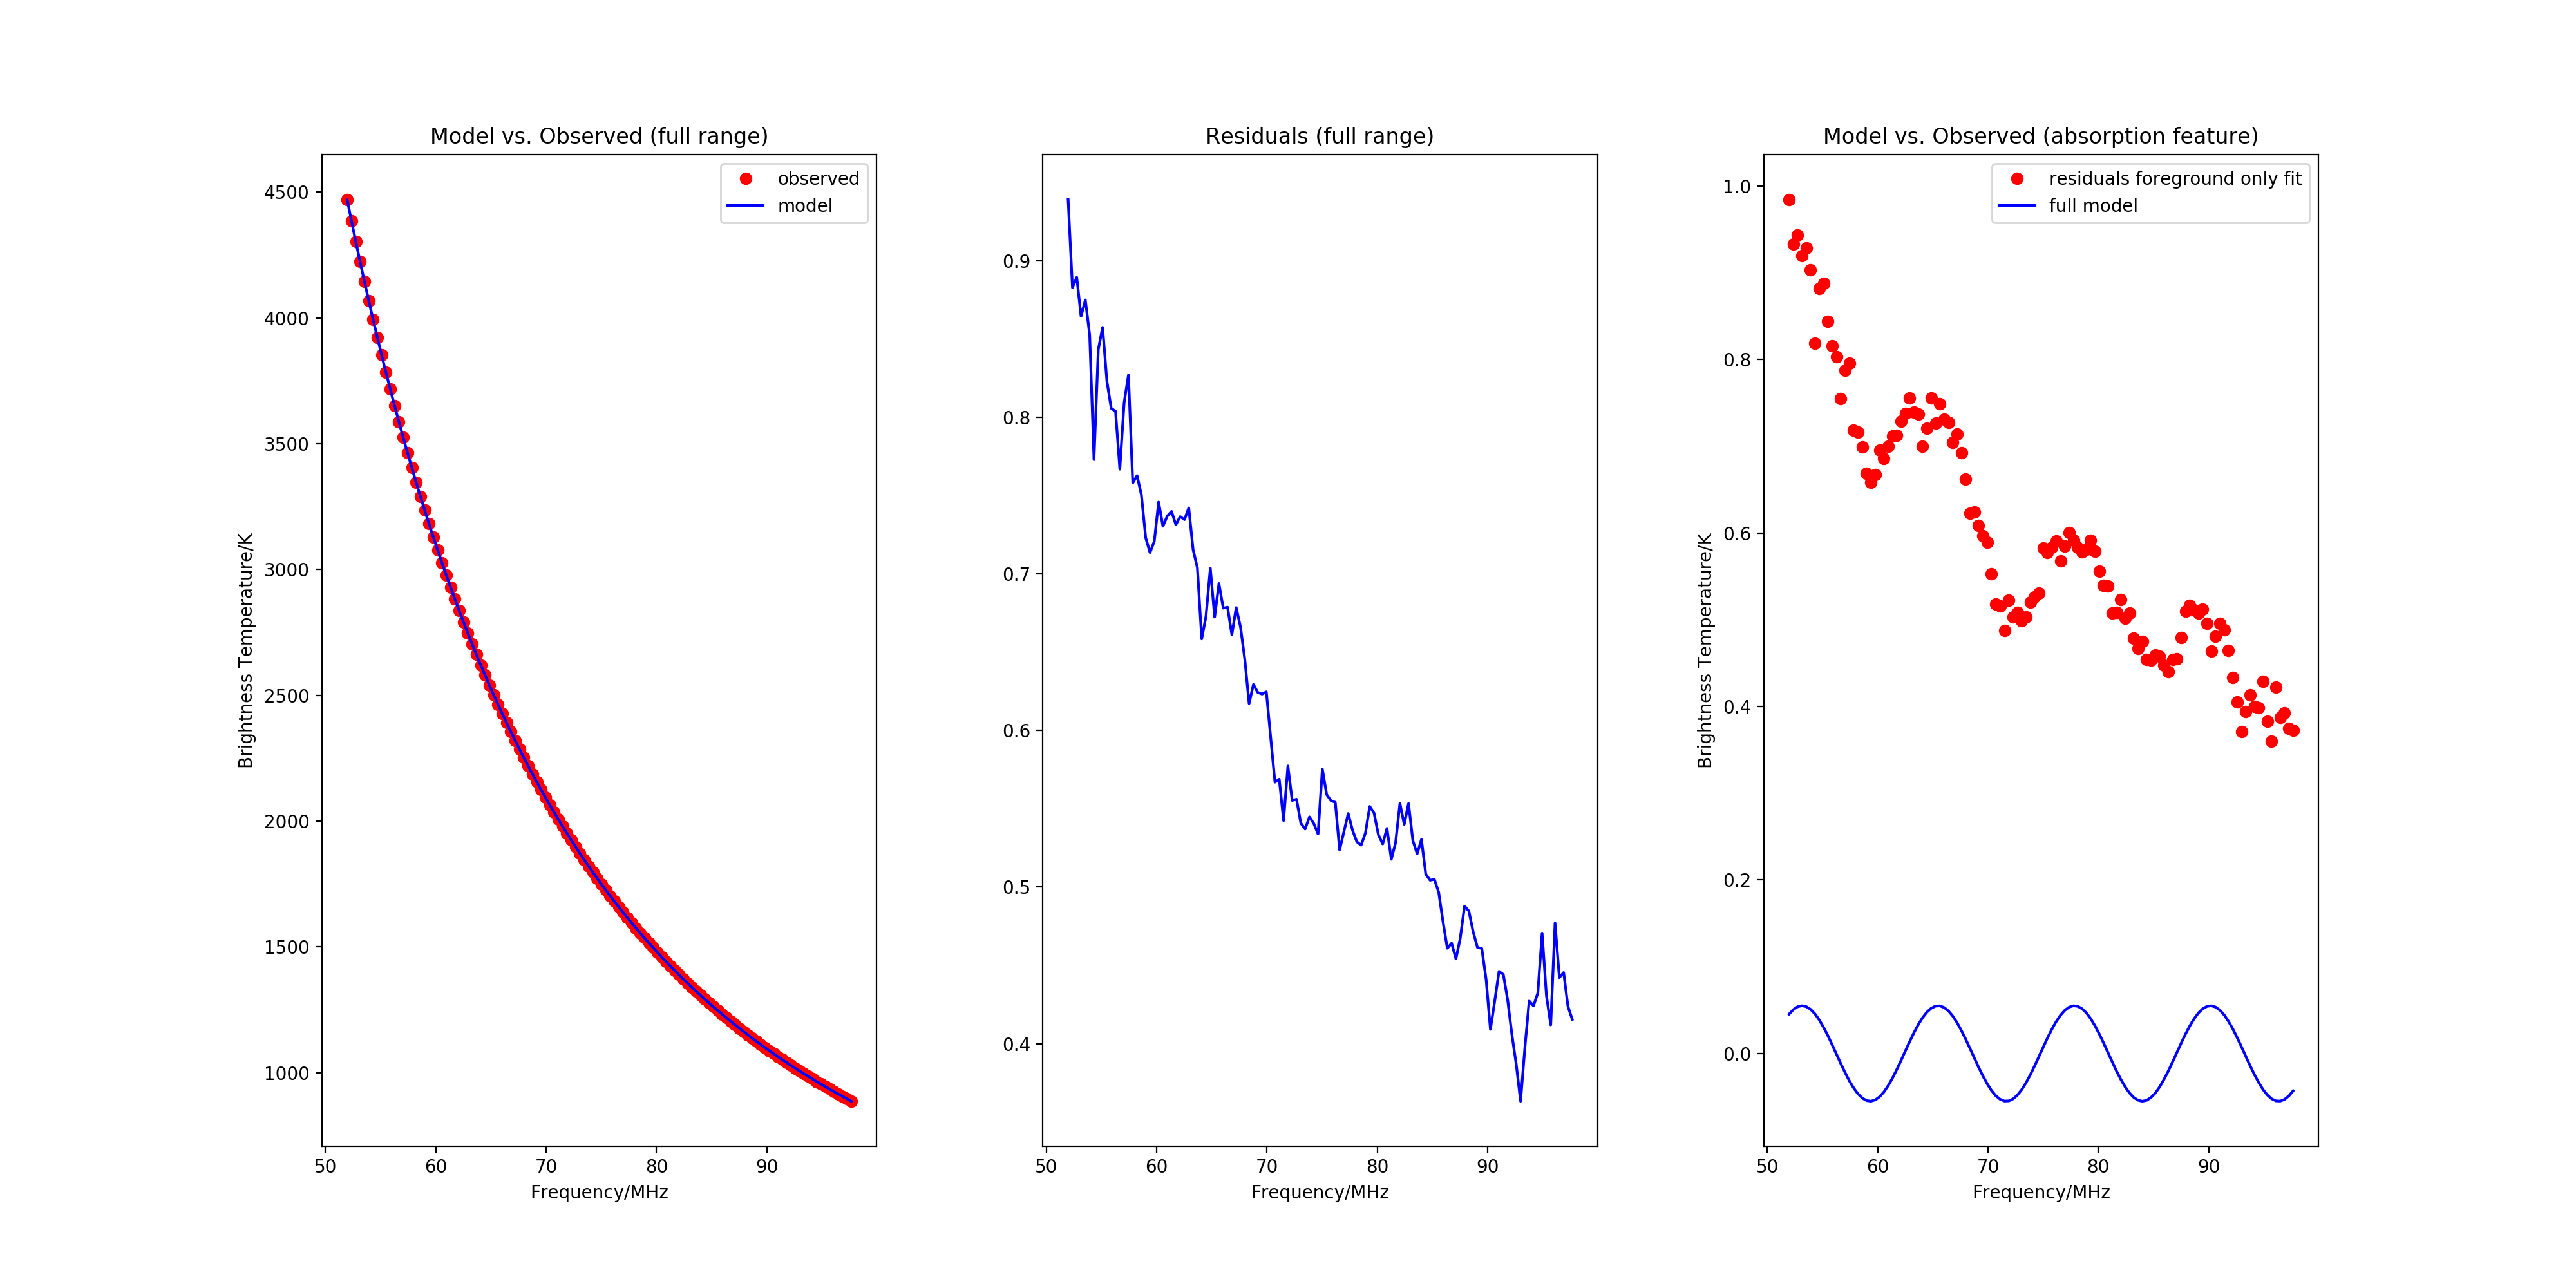 Model vs. Observed (full range)
observed
model
4500
4000
3500
3000
2500
2000
1500
1000
Brightness Temperature/K
50 60 70 80 90
Frequency/MHz
Residuals (full range)
0.9
0.8
0.7
0.6
0.5
0.4
50 60 70 80 90
Frequency/MHz
Model vs. Observed (absorption feature)
residuals foreground only fit
full model
1.0
0.8
0.6
0.4
0.2
0.0
Brightness Temperature/K
50 60 70 80 90
Frequency/MHz